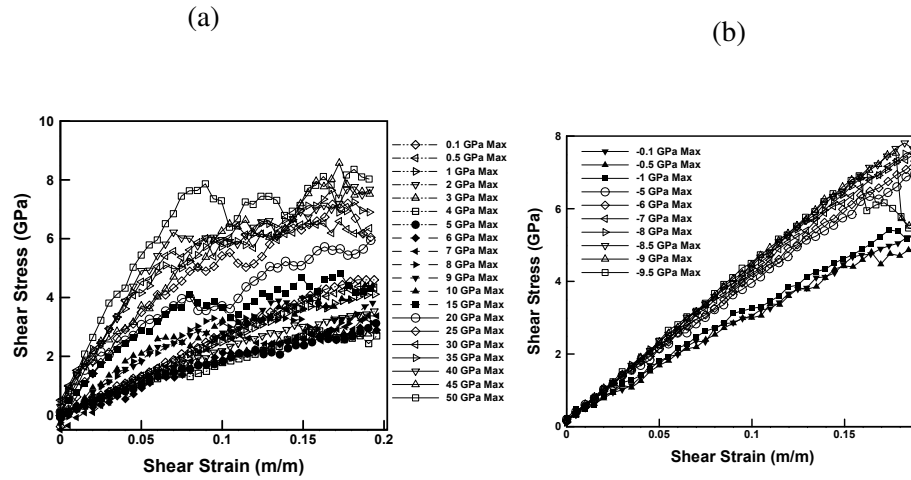 (a)
(b)
10
8
6
4
2
0
0
0.05
0.1
0.15
0.2
Shear Stress (GPa)
Shear Strain (m/m)
0.1 GPa Max
0.5 GPa Max
1 GPa Max
2 GPa Max
3 GPa Max
4 GPa Max
5 GPa Max
6 GPa Max
7 GPa Max
8 GPa Max
9 GPa Max
10 GPa Max
15 GPa Max
20 GPa Max
25 GPa Max
30 GPa Max
35 GPa Max
40 GPa Max
45 GPa Max
50 GPa Max
8
6
4
2
0
0
0.05
0.1
0.15
Shear Stress (GPa)
Shear Strain (m/m)
-0.1 GPa Max
-0.5 GPa Max
-1 GPa Max
-5 GPa Max
-6 GPa Max
-7 GPa Max
-8 GPa Max
-8.5 GPa Max
-9 GPa Max
-9.5 GPa Max